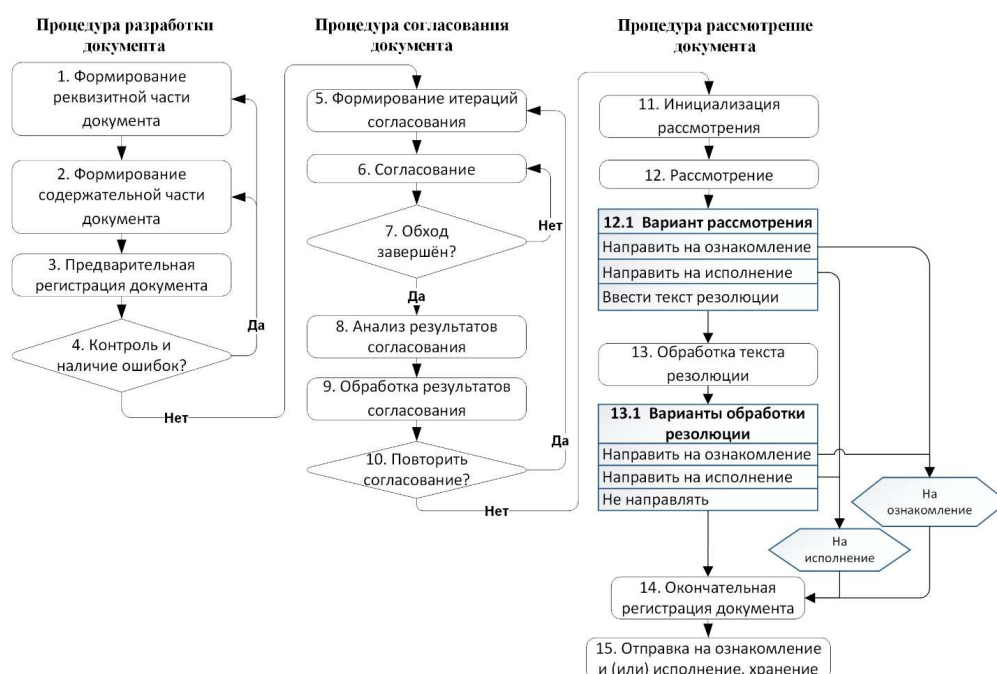 Процедура разработки
документа
1. Формирование
реквизитной части
документа
2. Формирование
содержательной части
документа
3. Предварительная
регистрация документа
4. Контроль и
наличие ошибок?
Да
Нет
Процедура согласования
документа
5. Формирование итераций
согласования
6. Согласование
7. Обход
завершён?
Нет
Да
8. Анализ результатов
согласования
9. Обработка результатов
согласования
10. Повторить
согласование?
Да
Нет
Процедура рассмотрение
документа
11. Инициализация
рассмотрения
12. Рассмотрение
12.1 Вариант рассмотрения
Направить на ознакомление
Направить на исполнение
Ввести текст резолюции
13. Обработка текста
резолюции
13.1 Варианты обработки
резолюции
Направить на ознакомление
Направить на исполнение
Не направлять
На
ознакомление
На
исполнение
14. Окончательная
регистрация документа
15. Отправка на ознакомление
и (или) исполнение, хранение